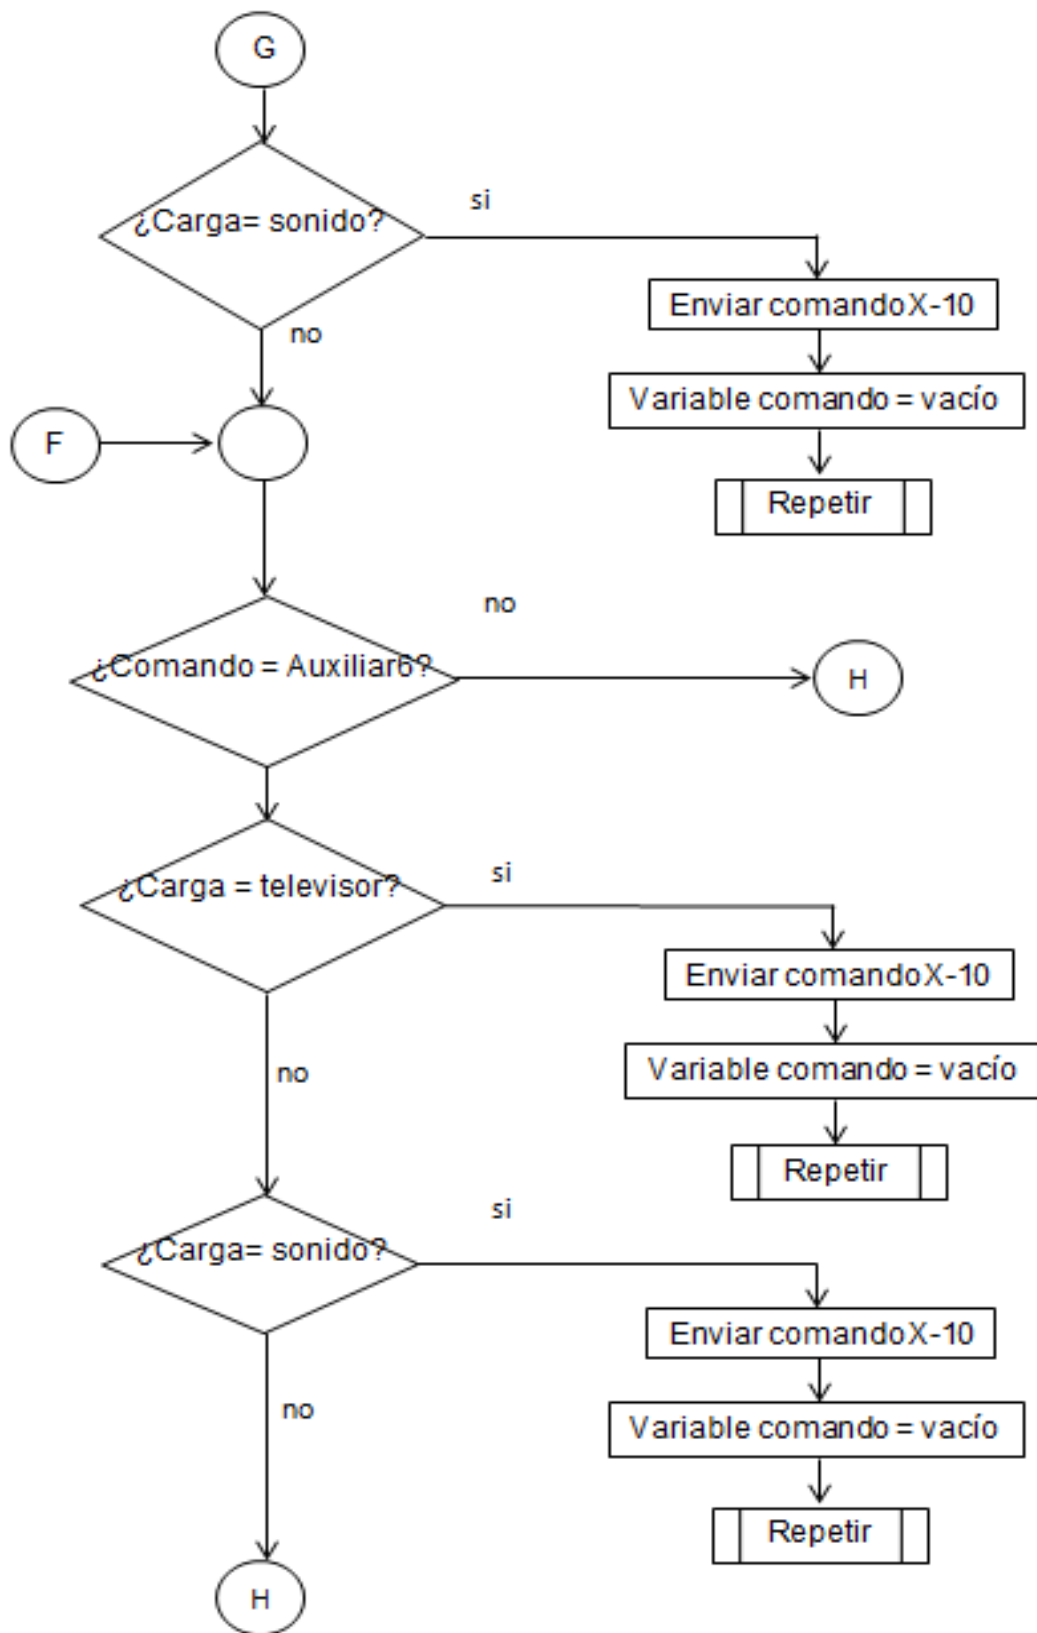 G
¿Carga= sonido?
si
Enviar comando X-10
no
Variable comando = vacío
F
Repetir
no
¿Comando = Auxiliar6?
H
¿Carga = televisor?
si
Enviar comando X-10
no
Variable comando = vacío
Repetir
si
¿Carga= sonido?
Enviar comando X-10
no
Variable comando = vacío
Repetir
H